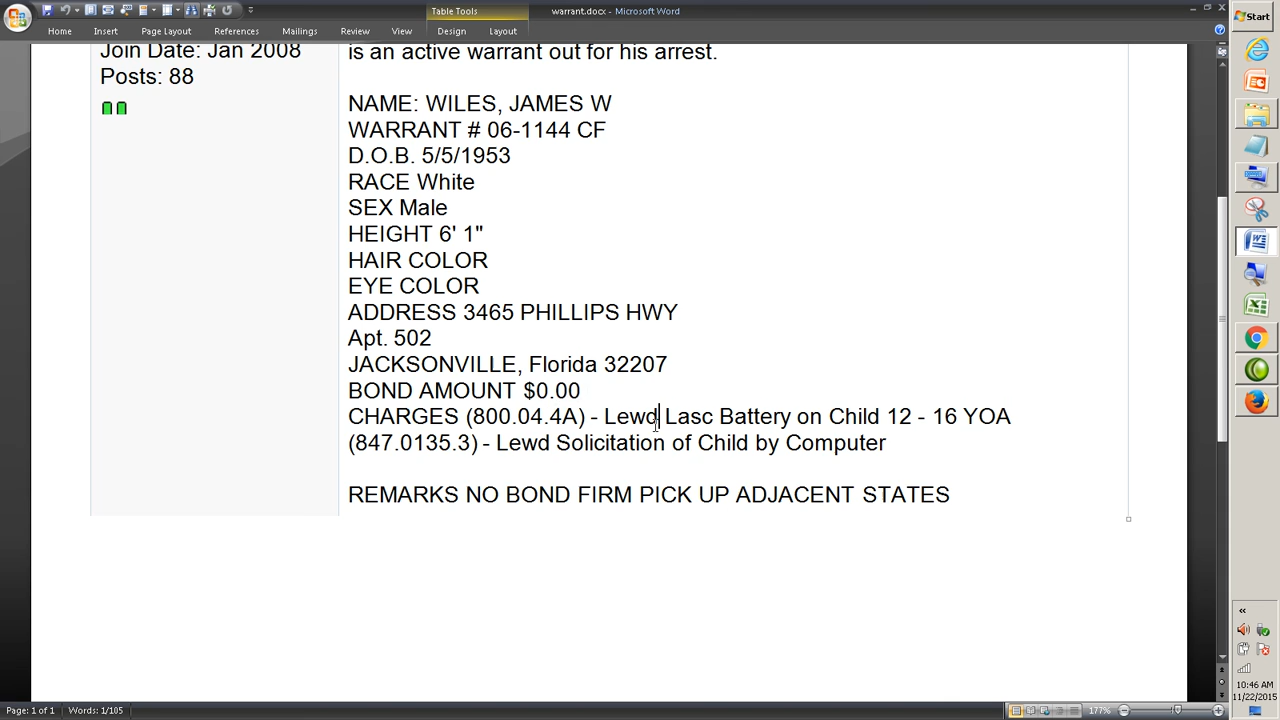 Table Tools
warrant.docx - Microsoft Word
Start
Home Insert Page Layout References Mailings Review View Design Layout
Join Date: Jan 2008
Posts: 88
is an active warrant out for his arrest.
NAME: WILES, JAMES W
WARRANT # 06-1144 CF
D.O.B. 5/5/1953
RACE White
SEX Male
HEIGHT 6' 1"
HAIR COLOR
EYE COLOR
ADDRESS 3465 PHILLIPS HWY
Apt. 502
JACKSONVILLE, Florida 32207
BOND AMOUNT $0.00
CHARGES (800.04.4A) - Lewd Lasc Battery on Child 12 - 16 YOA
(847.0135.3) - Lewd Solicitation of Child by Computer
REMARKS NO BOND FIRM PICK UP ADJACENT STATES
10:46 AM
11/22/2015
Page: 1 of 1 Words: 1/105 177%